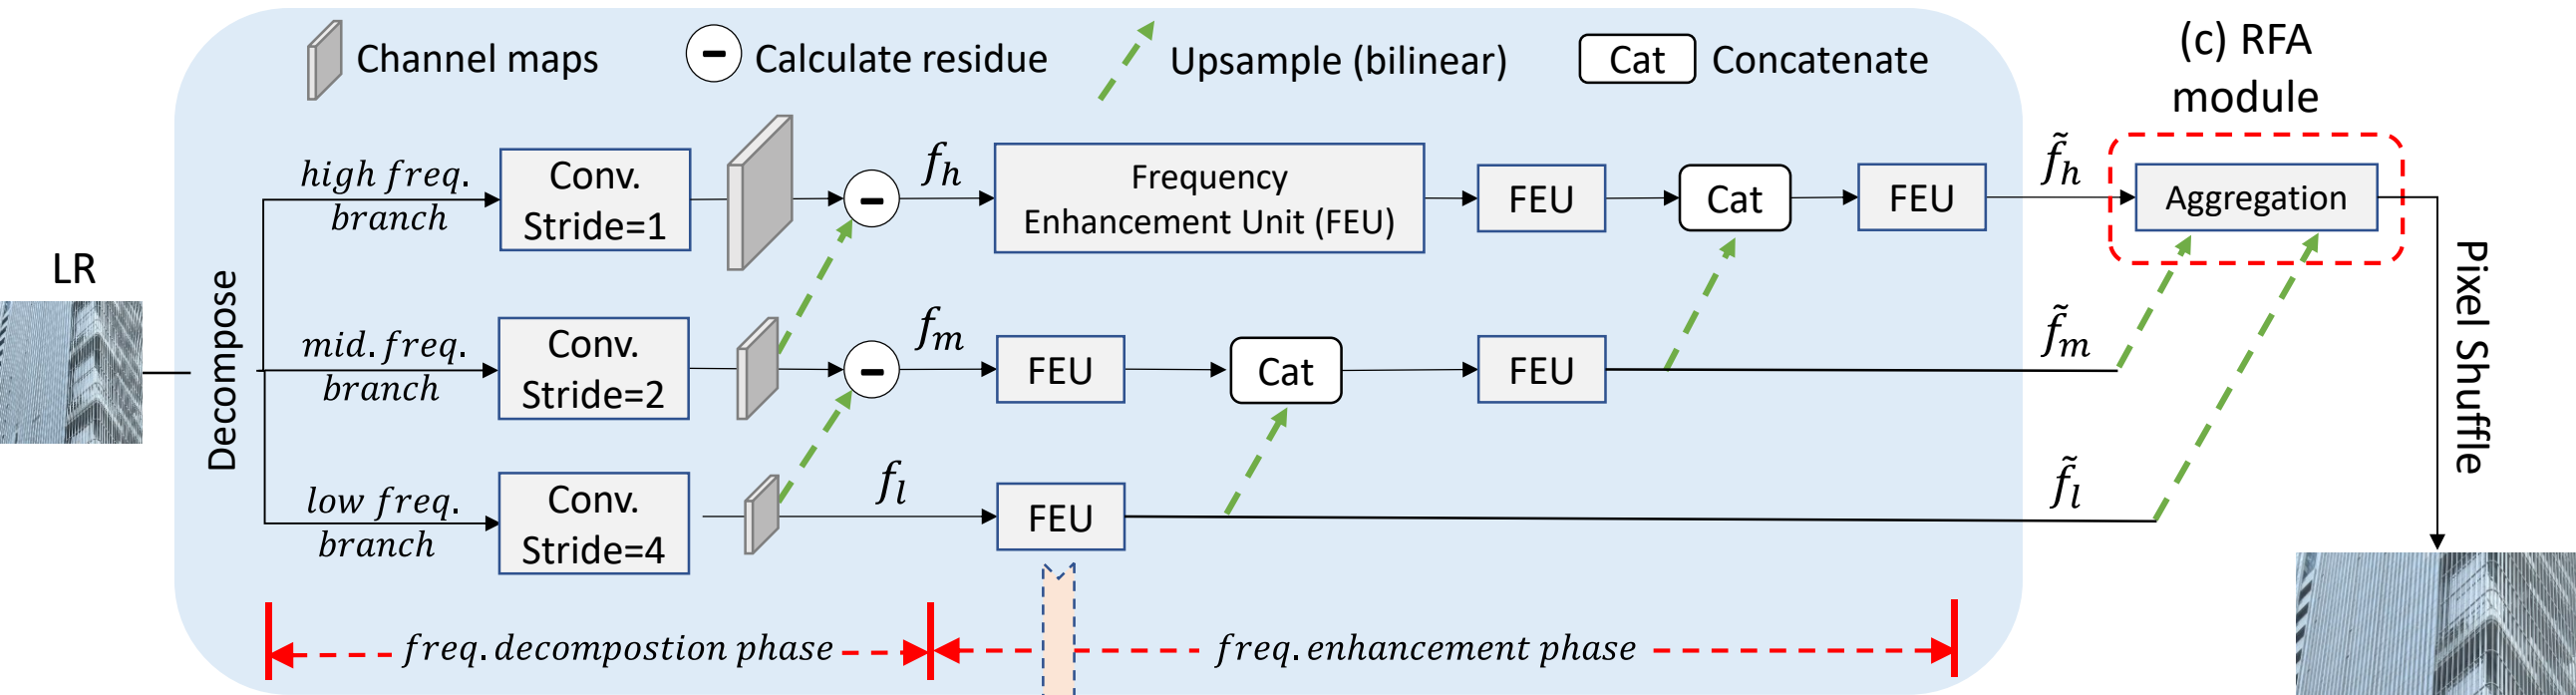 Channel maps
− Calculate residue
Upsample (bilinear)
Cat Concatenate
(c) RFA
module
LR
Decompose
high freq.
branch
Conv.
Stride=1
−
f_h
Frequency
Enhancement Unit (FEU)
FEU
Cat
FEU
f̃_h
Aggregation
mid. freq.
branch
Conv.
Stride=2
−
f_m
FEU
Cat
FEU
f̃_m
low freq.
branch
Conv.
Stride=4
f_l
FEU
f̃_l
Pixel Shuffle
freq. decompostion phase
freq. enhancement phase